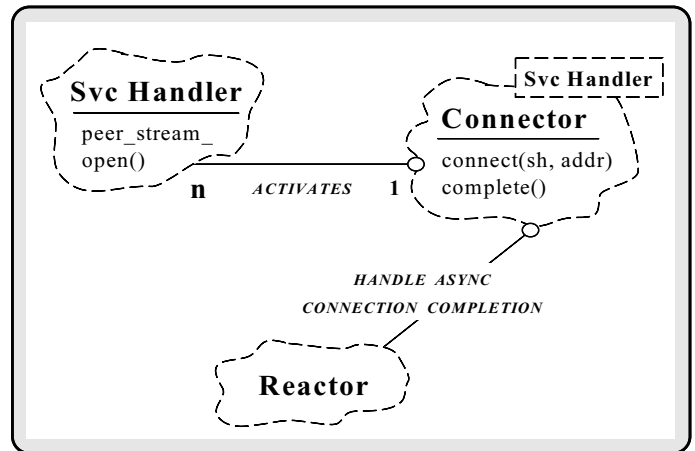 Svc Handler
Svc Handler
peer_stream_
open()
Connector
connect(sh, addr)
complete()
n
ACTIVATES
1
HANDLE ASYNC
CONNECTION COMPLETION
Reactor